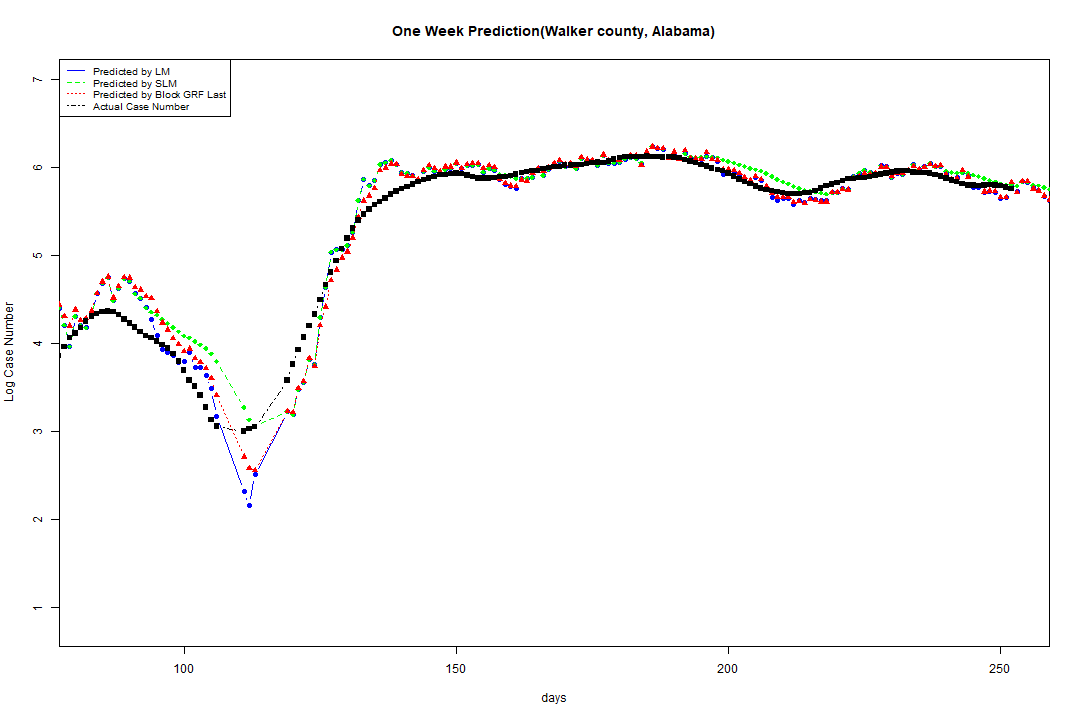 One Week Prediction(Walker county, Alabama)
Predicted by LM
Predicted by SLM
Predicted by Block GRF Last
Actual Case Number
7
6
5
4
3
2
1
Log Case Number
100 150 200 250
days